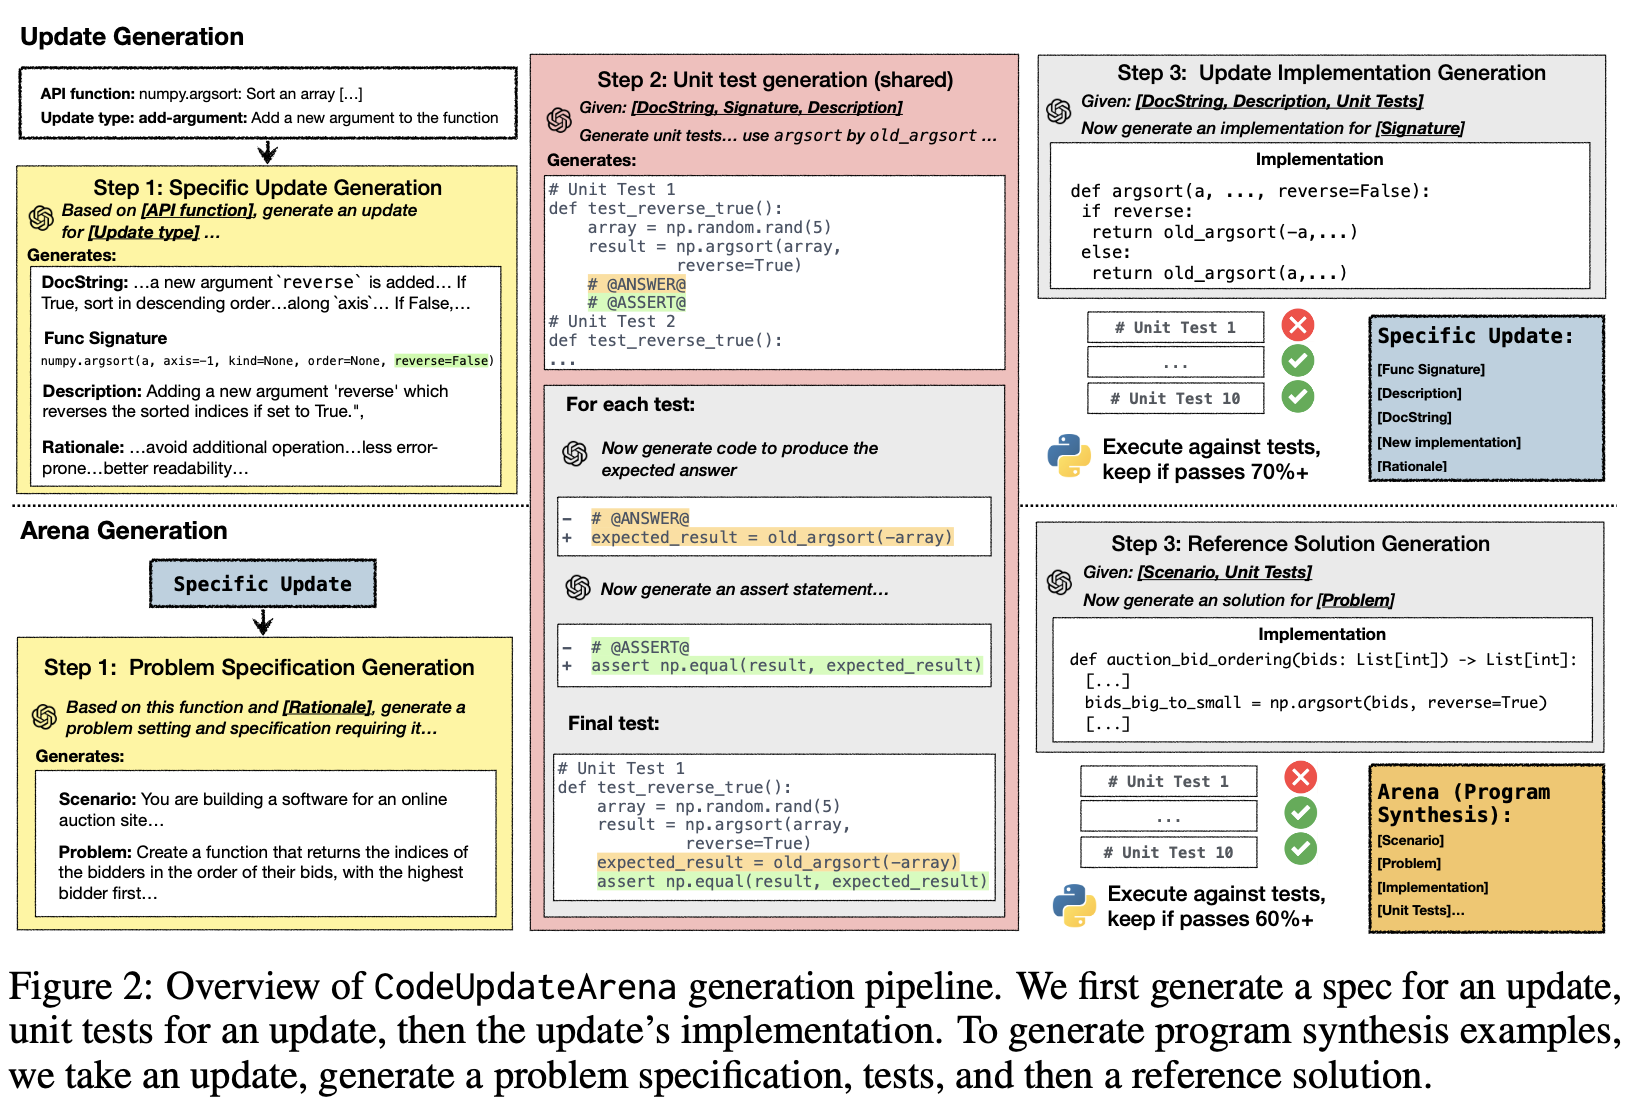 Update Generation
API function: numpy.argsort: Sort an array [...]
Update type: add-argument: Add a new argument to the function
Step 1: Specific Update Generation
Based on [API function], generate an update
for [Update type] ...
Generates:
DocString: ...a new argument `reverse` is added... If
True, sort in descending order...along `axis`... If False,...
Func Signature
numpy.argsort(a, axis=-1, kind=None, order=None, reverse=False)
Description: Adding a new argument 'reverse' which
reverses the sorted indices if set to True.",
Rationale: ...avoid additional operation...less error-
prone...better readability...
Step 2: Unit test generation (shared)
Given: [DocString, Signature, Description]
Generate unit tests... use argsort by old_argsort ...
Generates:
# Unit Test 1
def test_reverse_true():
    array = np.random.rand(5)
    result = np.argsort(array,
             reverse=True)
    # @ANSWER@
    # @ASSERT@
# Unit Test 2
def test_reverse_true():
...
For each test:
Now generate code to produce the
expected answer
- # @ANSWER@
+ expected_result = old_argsort(-array)
Now generate an assert statement...
- # @ASSERT@
+ assert np.equal(result, expected_result)
Final test:
# Unit Test 1
def test_reverse_true():
    array = np.random.rand(5)
    result = np.argsort(array,
             reverse=True)
    expected_result = old_argsort(-array)
    assert np.equal(result, expected_result)
Step 3: Update Implementation Generation
Given: [DocString, Description, Unit Tests]
Now generate an implementation for [Signature]
Implementation
def argsort(a, ..., reverse=False):
 if reverse:
  return old_argsort(-a,...)
 else:
  return old_argsort(a,...)
# Unit Test 1
...
# Unit Test 10
Execute against tests,
keep if passes 70%+
Specific Update:
[Func Signature]
[Description]
[DocString]
[New implementation]
[Rationale]
Arena Generation
Specific Update
Step 1: Problem Specification Generation
Based on this function and [Rationale], generate a
problem setting and specification requiring it...
Generates:
Scenario: You are building a software for an online
auction site...
Problem: Create a function that returns the indices of
the bidders in the order of their bids, with the highest
bidder first...
Step 3: Reference Solution Generation
Given: [Scenario, Unit Tests]
Now generate an solution for [Problem]
Implementation
def auction_bid_ordering(bids: List[int]) -> List[int]:
 [...]
 bids_big_to_small = np.argsort(bids, reverse=True)
 [...]
# Unit Test 1
...
# Unit Test 10
Execute against tests,
keep if passes 60%+
Arena (Program
Synthesis):
[Scenario]
[Problem]
[Implementation]
[Unit Tests]...
Figure 2: Overview of CodeUpdateArena generation pipeline. We first generate a spec for an update,
unit tests for an update, then the update's implementation. To generate program synthesis examples,
we take an update, generate a problem specification, tests, and then a reference solution.